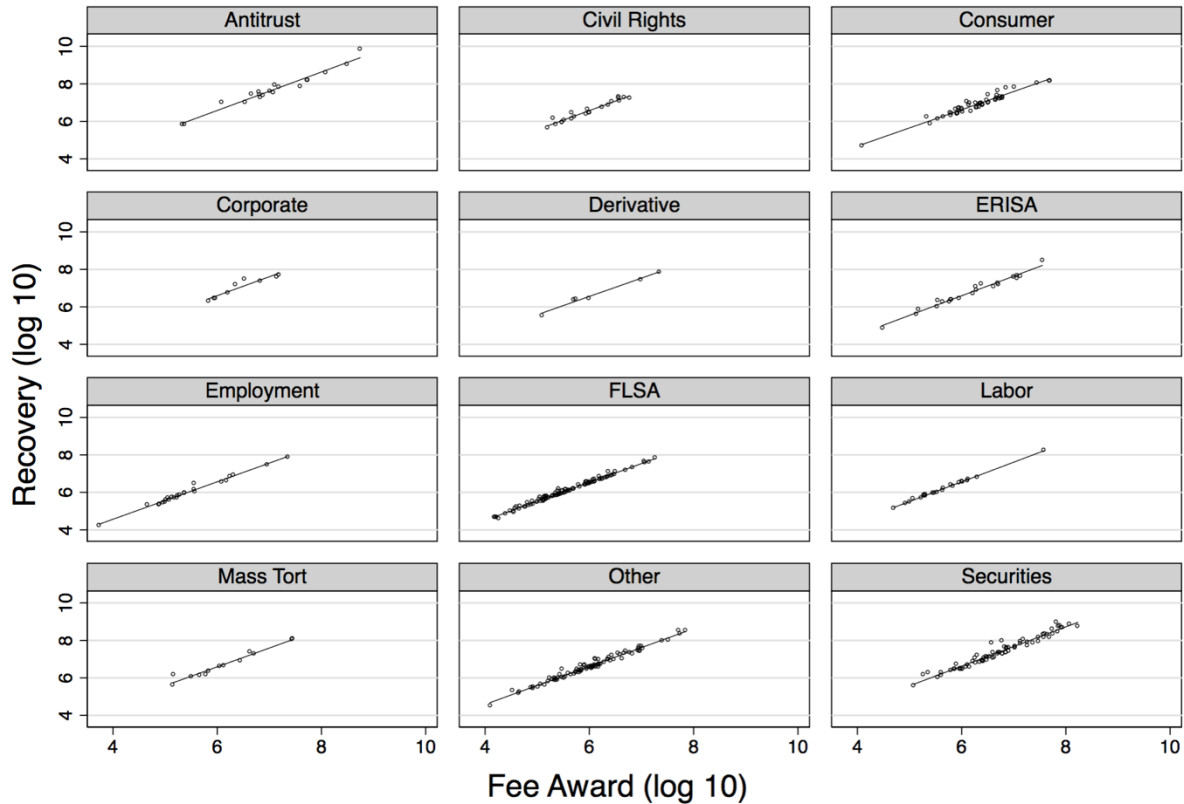 Antitrust
Civil Rights
Consumer
10
8
6
4
Corporate
Derivative
ERISA
10
8
6
4
Employment
FLSA
Labor
10
8
6
4
Mass Tort
Other
Securities
10
8
6
4
4 6 8 10
4 6 8 10
4 6 8 10
Recovery (log 10)
Fee Award (log 10)